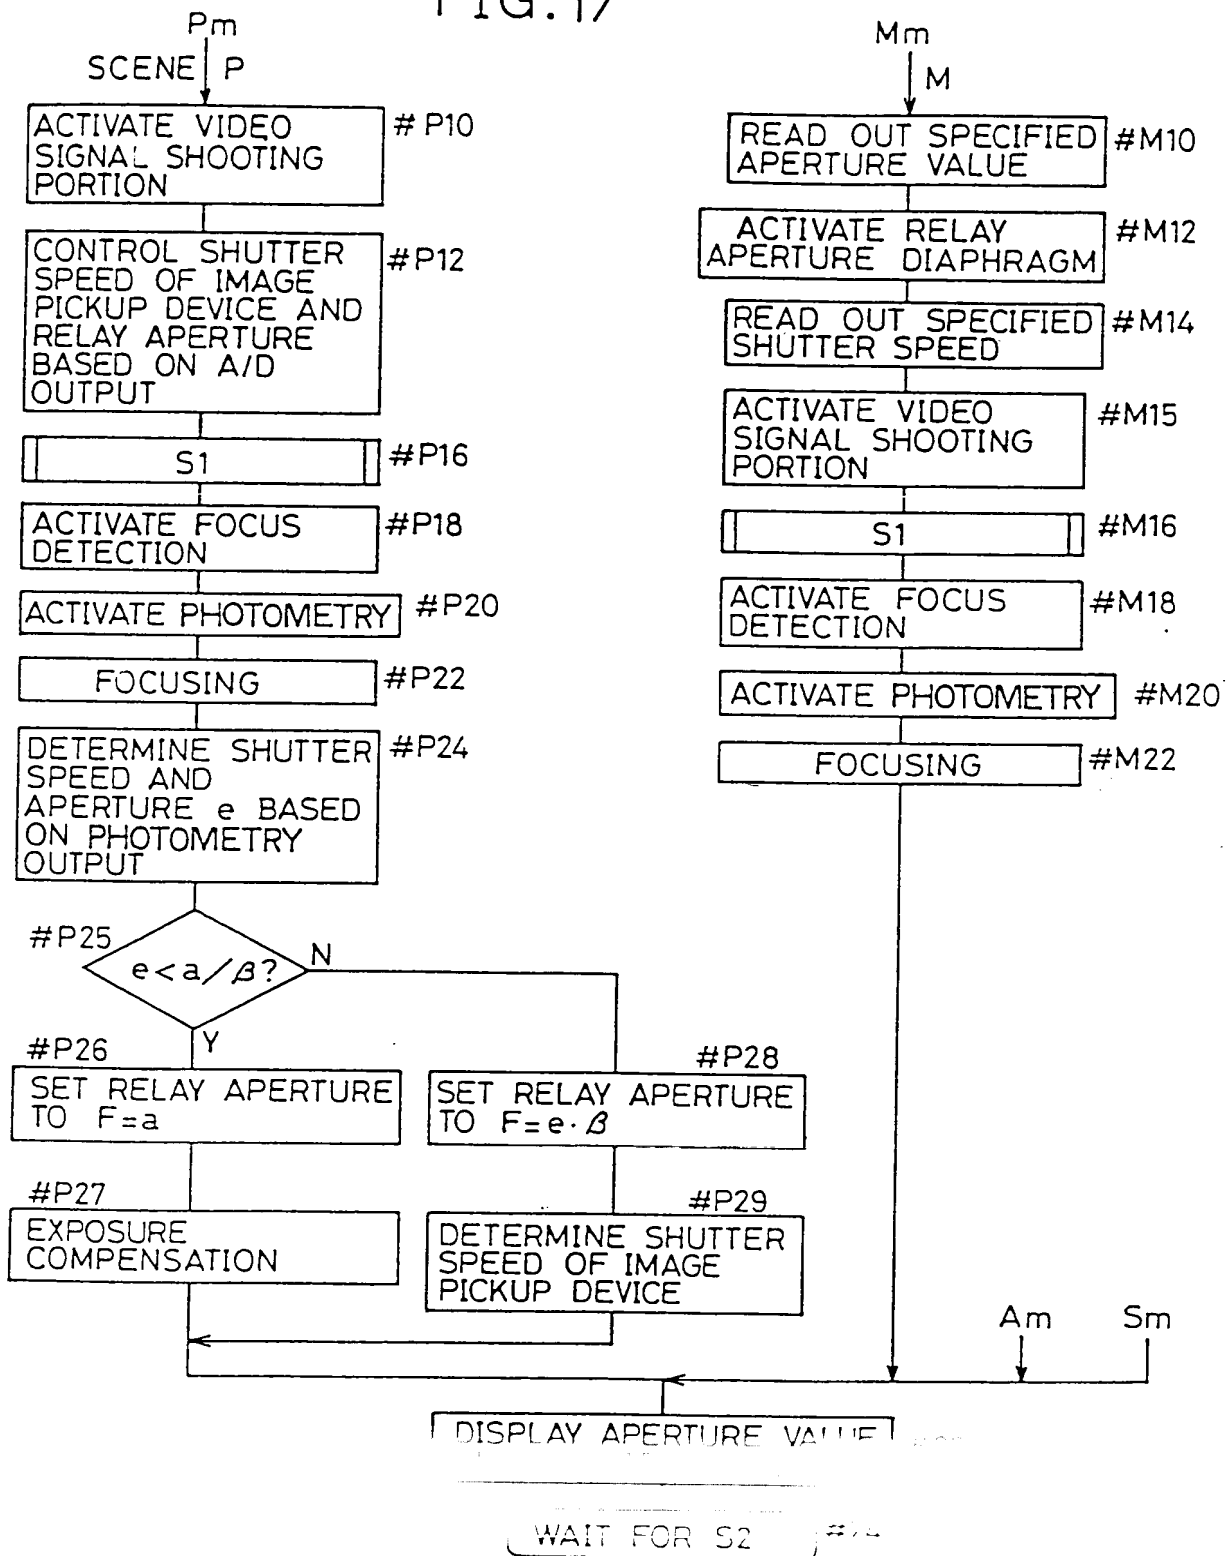 FIG. 17
Pm
SCENE P
ACTIVATE VIDEO
SIGNAL SHOOTING
PORTION
#P10
CONTROL SHUTTER
SPEED OF IMAGE
PICKUP DEVICE AND
RELAY APERTURE
BASED ON A/D
OUTPUT
#P12
S1
#P16
ACTIVATE FOCUS
DETECTION
#P18
ACTIVATE PHOTOMETRY
#P20
FOCUSING
#P22
DETERMINE SHUTTER
SPEED AND
APERTURE e BASED
ON PHOTOMETRY
OUTPUT
#P24
#P25
e<a/β?
N
Y
#P26
SET RELAY APERTURE
TO F=a
#P27
EXPOSURE
COMPENSATION
#P28
SET RELAY APERTURE
TO F=e·β
#P29
DETERMINE SHUTTER
SPEED OF IMAGE
PICKUP DEVICE
Mm
M
READ OUT SPECIFIED
APERTURE VALUE
#M10
ACTIVATE RELAY
APERTURE DIAPHRAGM
#M12
READ OUT SPECIFIED
SHUTTER SPEED
#M14
ACTIVATE VIDEO
SIGNAL SHOOTING
PORTION
#M15
S1
#M16
ACTIVATE FOCUS
DETECTION
#M18
ACTIVATE PHOTOMETRY
#M20
FOCUSING
#M22
Am
Sm
DISPLAY APERTURE VALUE
WAIT FOR S2